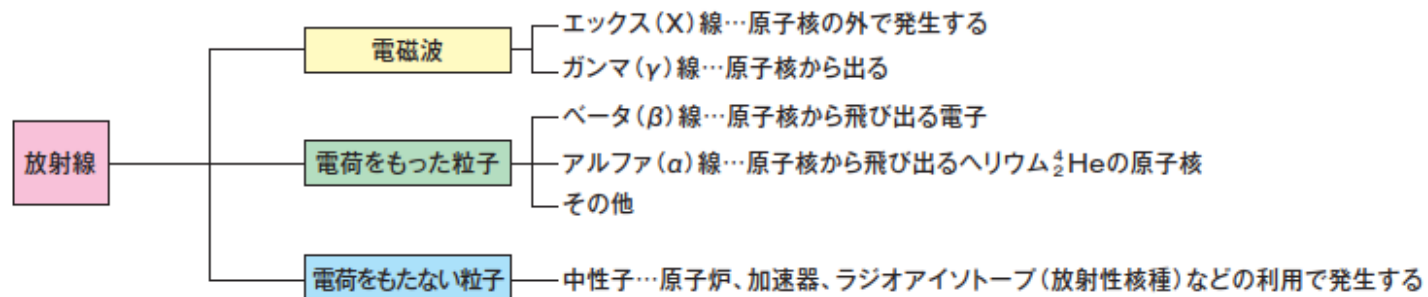 放射線
電磁波
エックス(X)線…原子核の外で発生する
ガンマ(γ)線…原子核から出る
電荷をもった粒子
ベータ(β)線…原子核から飛び出る電子
アルファ(α)線…原子核から飛び出るヘリウム⁴₂Heの原子核
その他
電荷をもたない粒子
中性子…原子炉、加速器、ラジオアイソトープ(放射性核種)などの利用で発生する